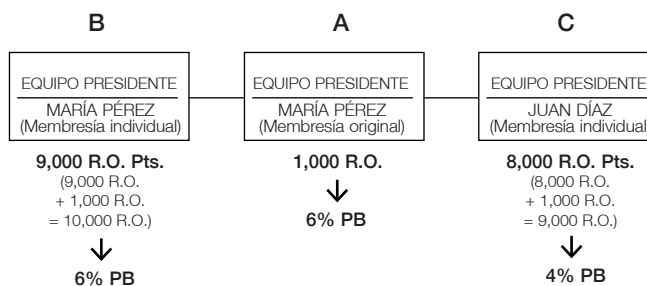 B
EQUIPO PRESIDENTE
MARÍA PÉREZ
(Membresía individual)
9,000 R.O. Pts.
(9,000 R.O.
+ 1,000 R.O.
= 10,000 R.O.)
6% PB
A
EQUIPO PRESIDENTE
MARÍA PÉREZ
(Membresía original)
1,000 R.O.
6% PB
C
EQUIPO PRESIDENTE
JUAN DÍAZ
(Membresía individual)
8,000 R.O. Pts.
(8,000 R.O.
+ 1,000 R.O.
= 9,000 R.O.)
4% PB